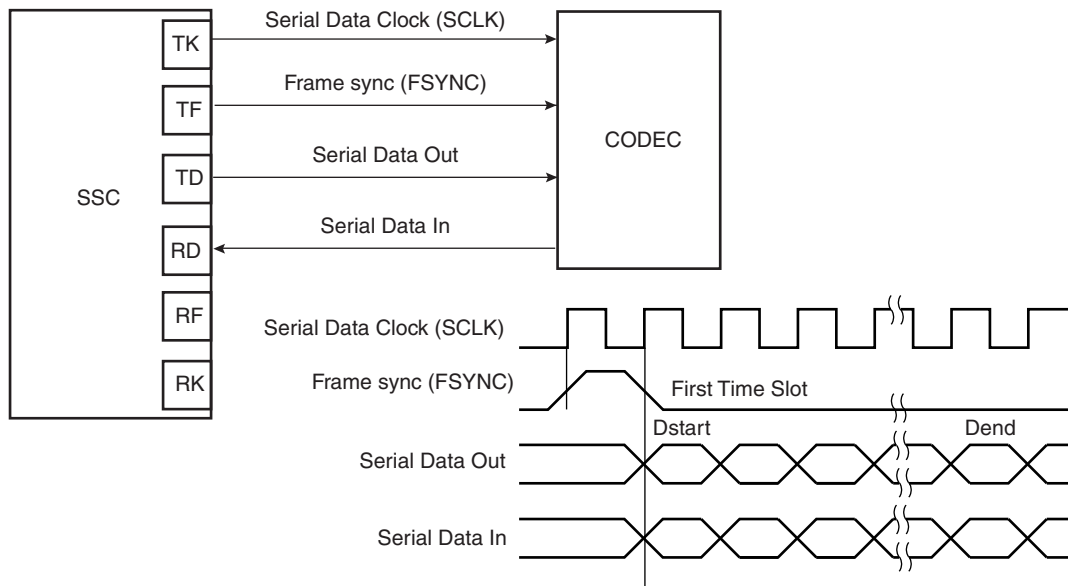 SSC
TK
TF
TD
RD
RF
RK
Serial Data Clock (SCLK)
Frame sync (FSYNC)
Serial Data Out
Serial Data In
CODEC
Serial Data Clock (SCLK)
Frame sync (FSYNC)
First Time Slot
Dstart
Dend
Serial Data Out
Serial Data In